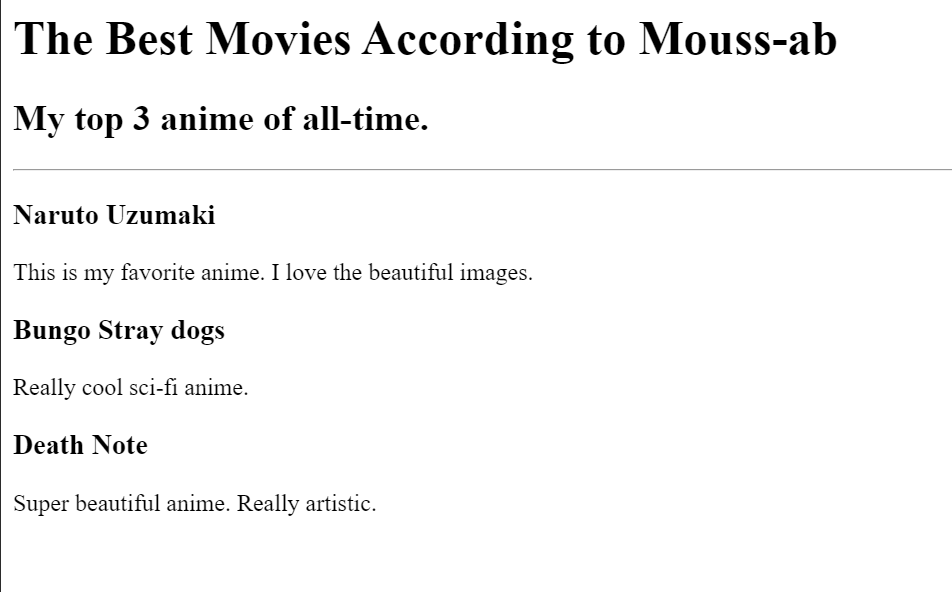 The Best Movies According to Mouss-ab
My top 3 anime of all-time.
Naruto Uzumaki
This is my favorite anime. I love the beautiful images.
Bungo Stray dogs
Really cool sci-fi anime.
Death Note
Super beautiful anime. Really artistic.